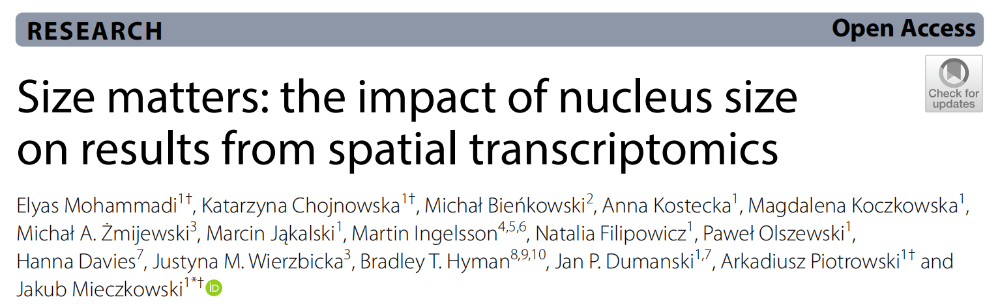 RESEARCH
Open Access
Check for
updates
Size matters: the impact of nucleus size
on results from spatial transcriptomics
Elyas Mohammadi1†, Katarzyna Chojnowska1†, Michał Bieńkowski2, Anna Kostecka1, Magdalena Koczkowska1,
Michał A. Żmijewski3, Marcin Jąkalski1, Martin Ingelsson4,5,6, Natalia Filipowicz1, Paweł Olszewski1,
Hanna Davies7, Justyna M. Wierzbicka3, Bradley T. Hyman8,9,10, Jan P. Dumanski1,7, Arkadiusz Piotrowski1† and
Jakub Mieczkowski1*† iD